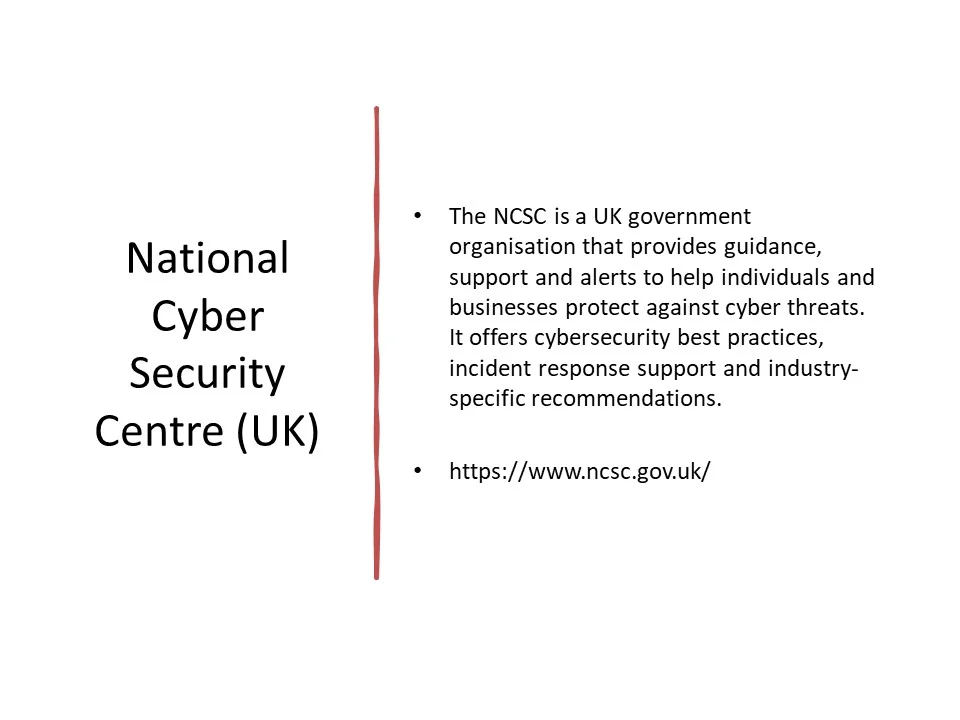 National
Cyber
Security
Centre (UK)
• The NCSC is a UK government
organisation that provides guidance,
support and alerts to help individuals and
businesses protect against cyber threats.
It offers cybersecurity best practices,
incident response support and industry-
specific recommendations.
• https://www.ncsc.gov.uk/